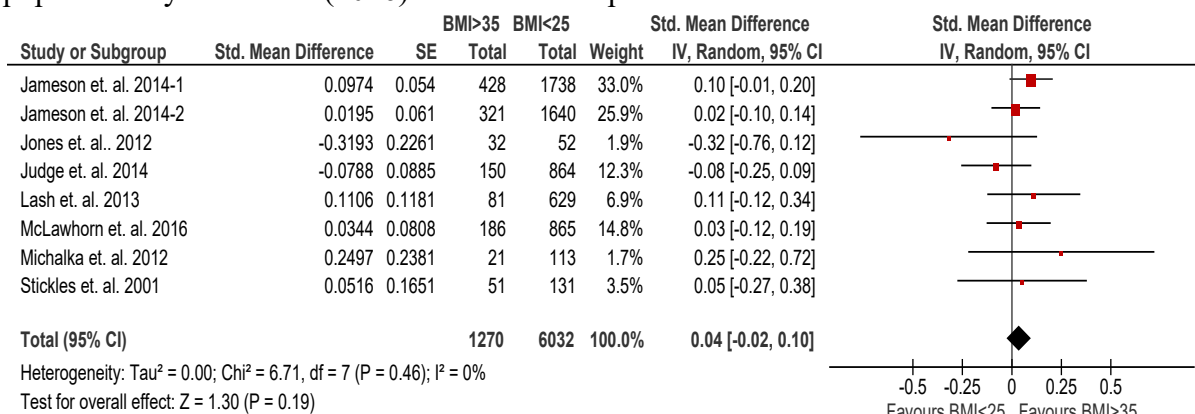 BMI>35 BMI<25 Std. Mean Difference Std. Mean Difference
Study or Subgroup Std. Mean Difference SE Total Total Weight IV, Random, 95% CI IV, Random, 95% CI
Jameson et. al. 2014-1 0.0974 0.054 428 1738 33.0% 0.10 [-0.01, 0.20]
Jameson et. al. 2014-2 0.0195 0.061 321 1640 25.9% 0.02 [-0.10, 0.14]
Jones et. al.. 2012 -0.3193 0.2261 32 52 1.9% -0.32 [-0.76, 0.12]
Judge et. al. 2014 -0.0788 0.0885 150 864 12.3% -0.08 [-0.25, 0.09]
Lash et. al. 2013 0.1106 0.1181 81 629 6.9% 0.11 [-0.12, 0.34]
McLawhorn et. al. 2016 0.0344 0.0808 186 865 14.8% 0.03 [-0.12, 0.19]
Michalka et. al. 2012 0.2497 0.2381 21 113 1.7% 0.25 [-0.22, 0.72]
Stickles et. al. 2001 0.0516 0.1651 51 131 3.5% 0.05 [-0.27, 0.38]
Total (95% CI) 1270 6032 100.0% 0.04 [-0.02, 0.10]
Heterogeneity: Tau² = 0.00; Chi² = 6.71, df = 7 (P = 0.46); I² = 0%
-0.5 -0.25 0 0.25 0.5
Test for overall effect: Z = 1.30 (P = 0.19)
Favours BMI<25 Favours BMI>35